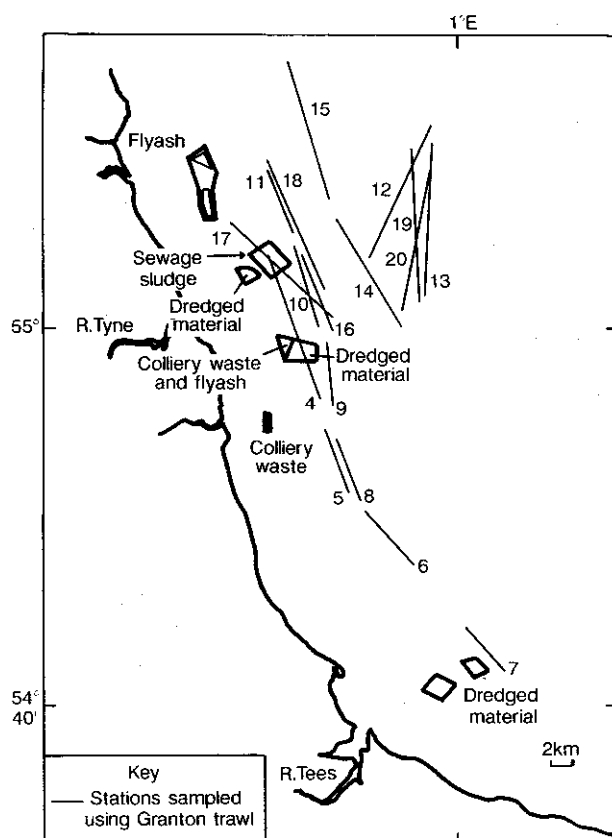 1°E
15
Flyash
12
11
18
19
17
20
13
Sewage
sludge
14
Dredged
material
10
16
55°
R.Tyne
Colliery waste
and flyash
Dredged
material
4
9
Colliery
waste
5
8
6
7
54°
40'
Dredged
material
2km
Key
Stations sampled
using Granton trawl
R.Tees